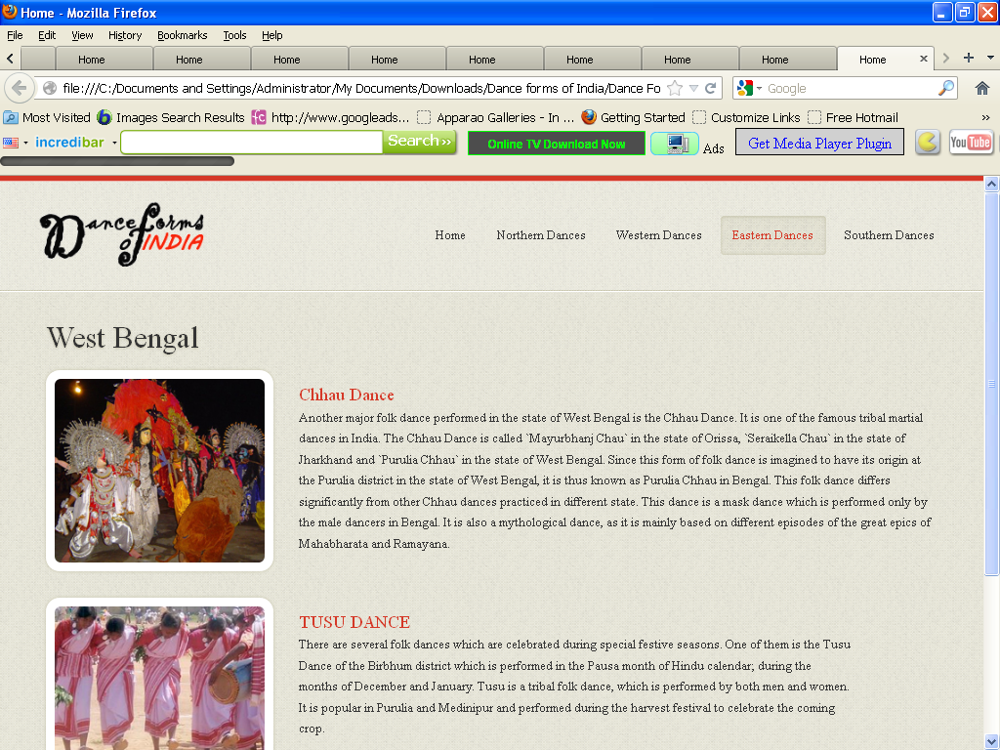 Home - Mozilla Firefox
File Edit View History Bookmarks Tools Help
Home Home Home Home Home Home Home Home Home
file:///C:/Documents and Settings/Administrator/My Documents/Downloads/Dance forms of India/Dance Fo Google
Most Visited Images Search Results http://www.googleads... Apparao Galleries - In ... Getting Started Customize Links Free Hotmail »
incredibar Search›› Online TV Download Now Ads Get Media Player Plugin YouTube
Dance forms
of INDIA
Home Northern Dances Western Dances Eastern Dances Southern Dances
West Bengal
Chhau Dance
Another major folk dance performed in the state of West Bengal is the Chhau Dance. It is one of the famous tribal martial
dances in India. The Chhau Dance is called `Mayurbhanj Chau` in the state of Orissa, `Seraikella Chau` in the state of
Jharkhand and `Purulia Chhau` in the state of West Bengal. Since this form of folk dance is imagined to have its origin at
the Purulia district in the state of West Bengal, it is thus known as Purulia Chhau in Bengal. This folk dance differs
significantly from other Chhau dances practiced in different state. This dance is a mask dance which is performed only by
the male dancers in Bengal. It is also a mythological dance, as it is mainly based on different episodes of the great epics of
Mahabharata and Ramayana.
TUSU DANCE
There are several folk dances which are celebrated during special festive seasons. One of them is the Tusu
Dance of the Birbhum district which is performed in the Pausa month of Hindu calendar; during the
months of December and January. Tusu is a tribal folk dance, which is performed by both men and women.
It is popular in Purulia and Medinipur and performed during the harvest festival to celebrate the coming
crop.